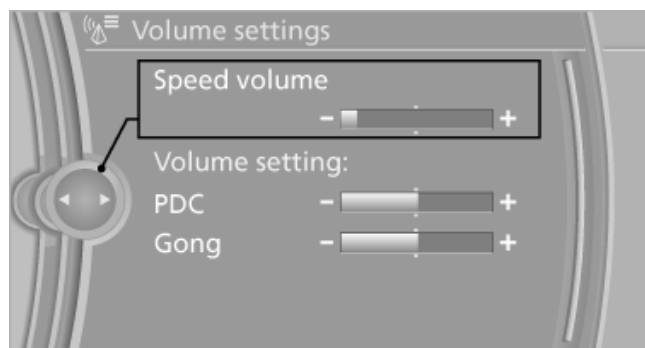 Volume settings
Speed volume
- +
Volume setting:
PDC - +
Gong - +